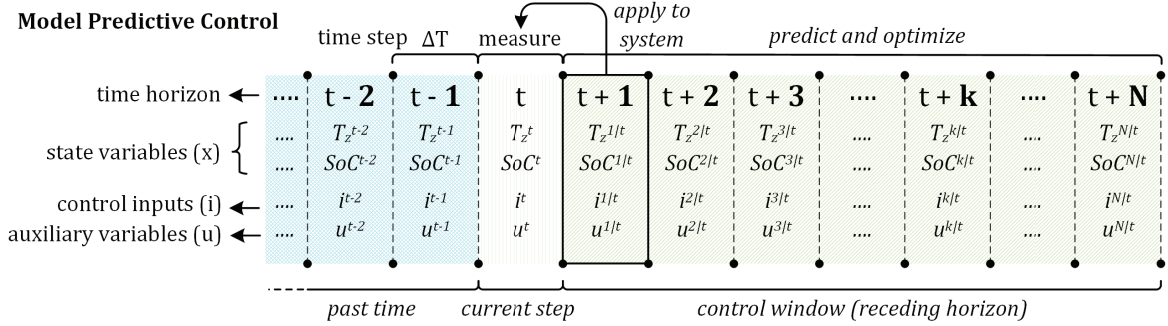 Model Predictive Control
time step ΔT measure apply to system predict and optimize
time horizon .... t - 2 t - 1 t t + 1 t + 2 t + 3 .... t + k .... t + N
.... T_z^{t-2} T_z^{t-1} T_z^{t} T_z^{1|t} T_z^{2|t} T_z^{3|t} .... T_z^{k|t} .... T_z^{N|t}
state variables (x)
.... SoC^{t-2} SoC^{t-1} SoC^{t} SoC^{1|t} SoC^{2|t} SoC^{3|t} .... SoC^{k|t} .... SoC^{N|t}
control inputs (i) .... i^{t-2} i^{t-1} i^{t} i^{1|t} i^{2|t} i^{3|t} .... i^{k|t} .... i^{N|t}
auxiliary variables (u) .... u^{t-2} u^{t-1} u^{t} u^{1|t} u^{2|t} u^{3|t} .... u^{k|t} .... u^{N|t}
past time current step control window (receding horizon)